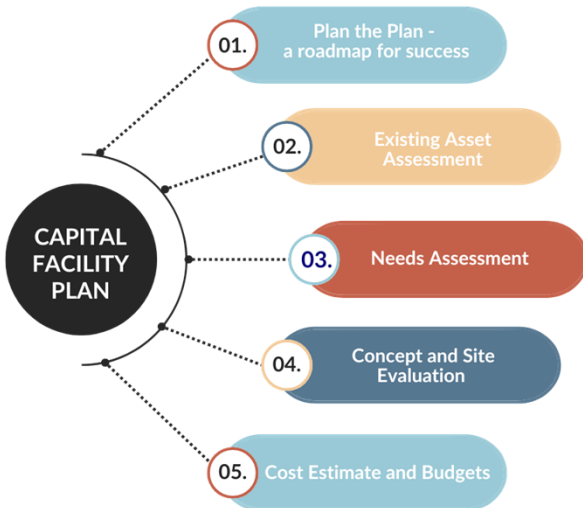 CAPITAL
FACILITY
PLAN
01.
Plan the Plan -
a roadmap for success
02.
Existing Asset
Assessment
03.
Needs Assessment
04.
Concept and Site
Evaluation
05.
Cost Estimate and Budgets